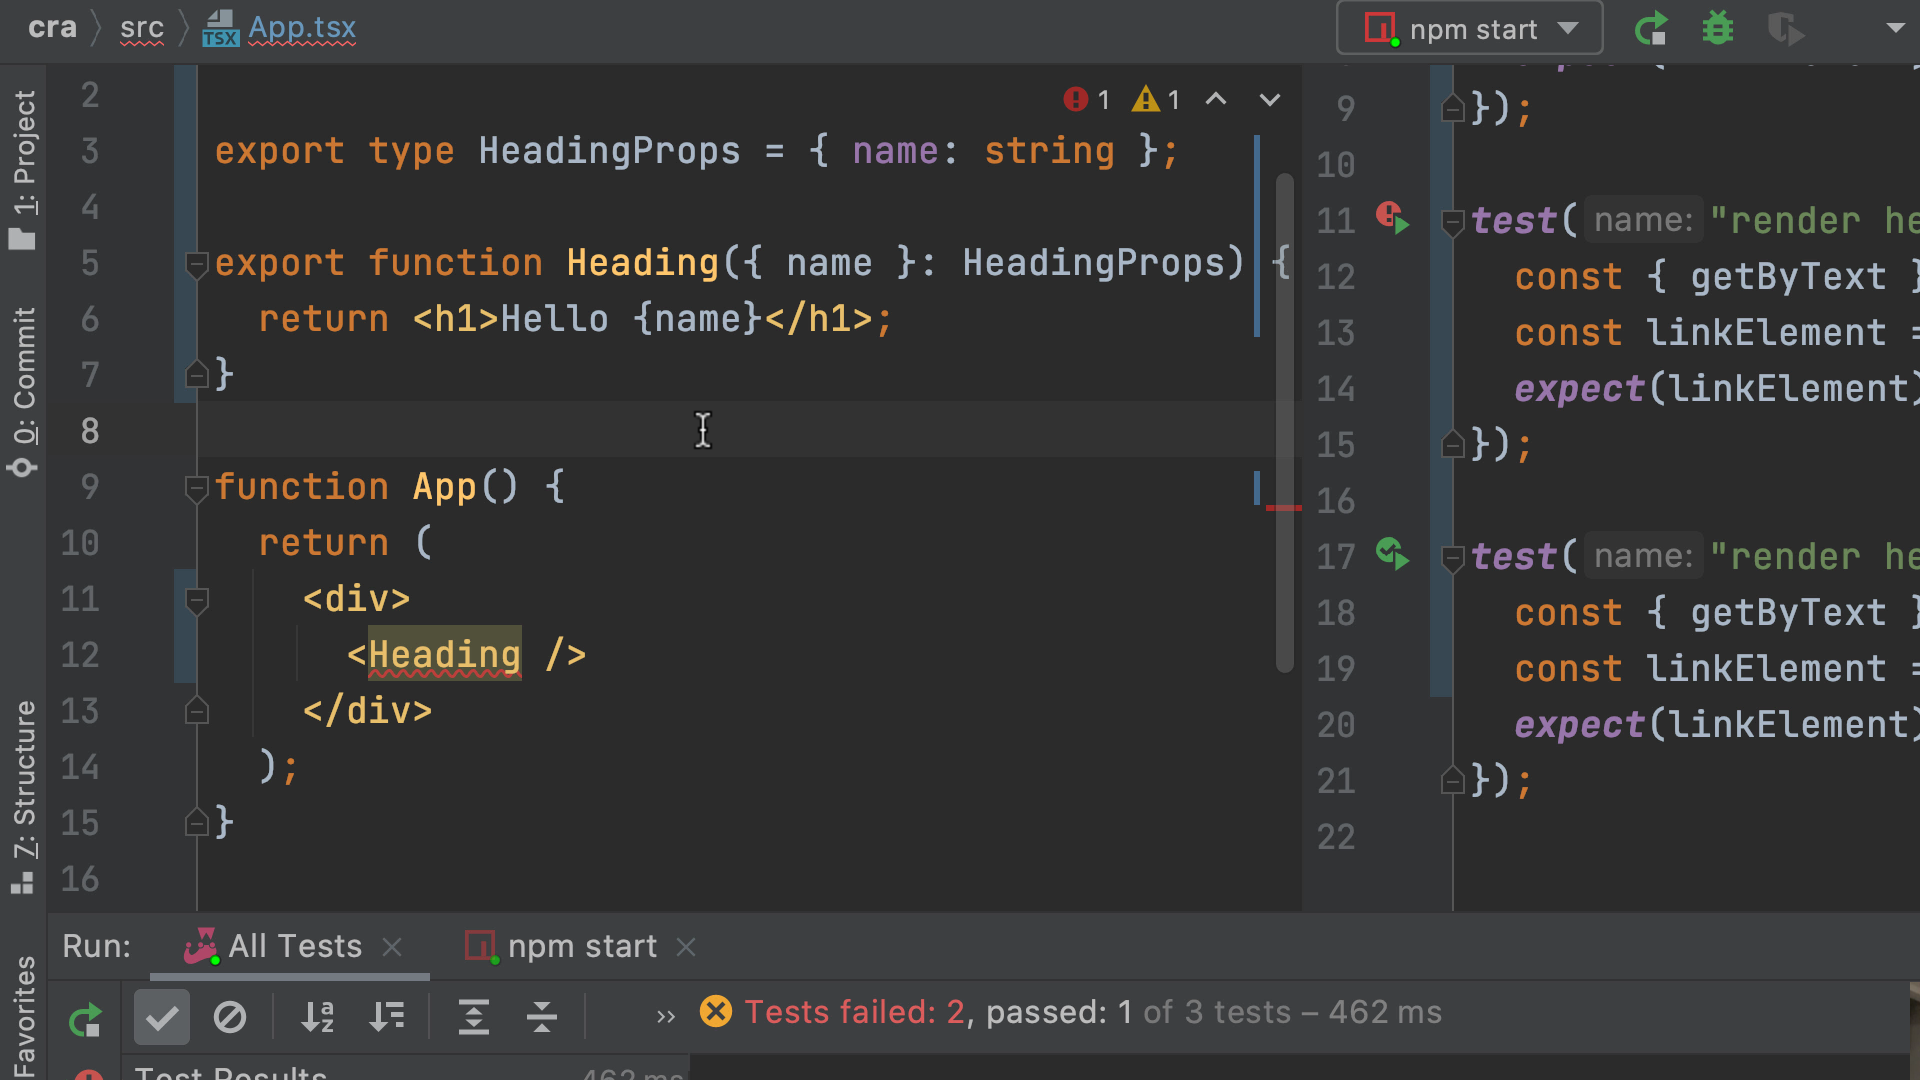 cra src App.tsx
TSX
npm start
1: Project
0: Commit
7: Structure
Favorites
1 1
2
3 export type HeadingProps = { name: string };
4
5 export function Heading({ name }: HeadingProps) {
6 return <h1>Hello {name}</h1>;
7 }
8
9 function App() {
10 return (
11 <div>
12 <Heading />
13 </div>
14 );
15 }
16
9 });
10
11 test( name: "render he
12 const { getByText }
13 const linkElement =
14 expect(linkElement)
15 });
16
17 test( name: "render he
18 const { getByText }
19 const linkElement =
20 expect(linkElement)
21 });
22
Run: All Tests npm start
Tests failed: 2, passed: 1 of 3 tests – 462 ms
Test Results 462 ms